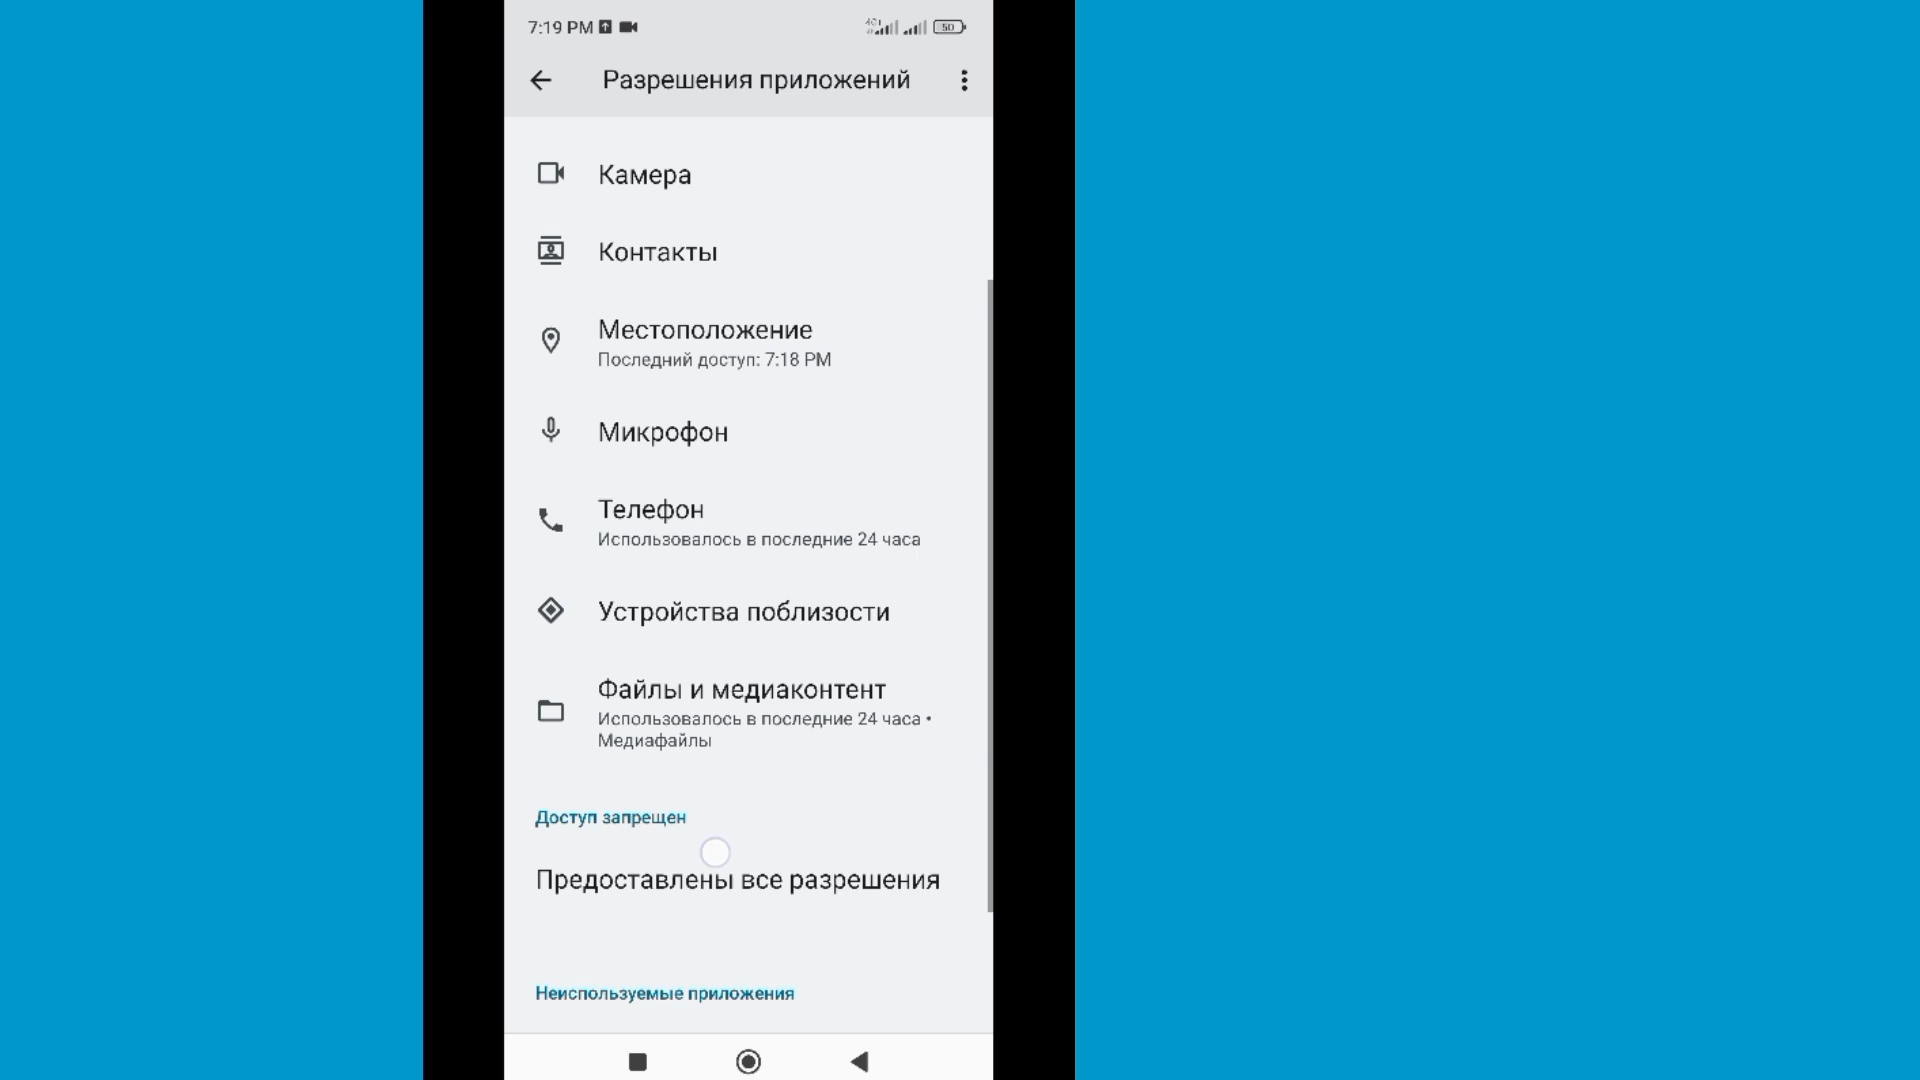 7:19 PM
50
Разрешения приложений
Камера
Контакты
Местоположение
Последний доступ: 7:18 PM
Микрофон
Телефон
Использовалось в последние 24 часа
Устройства поблизости
Файлы и медиаконтент
Использовалось в последние 24 часа •
Медиафайлы
Доступ запрещен
Предоставлены все разрешения
Неиспользуемые приложения